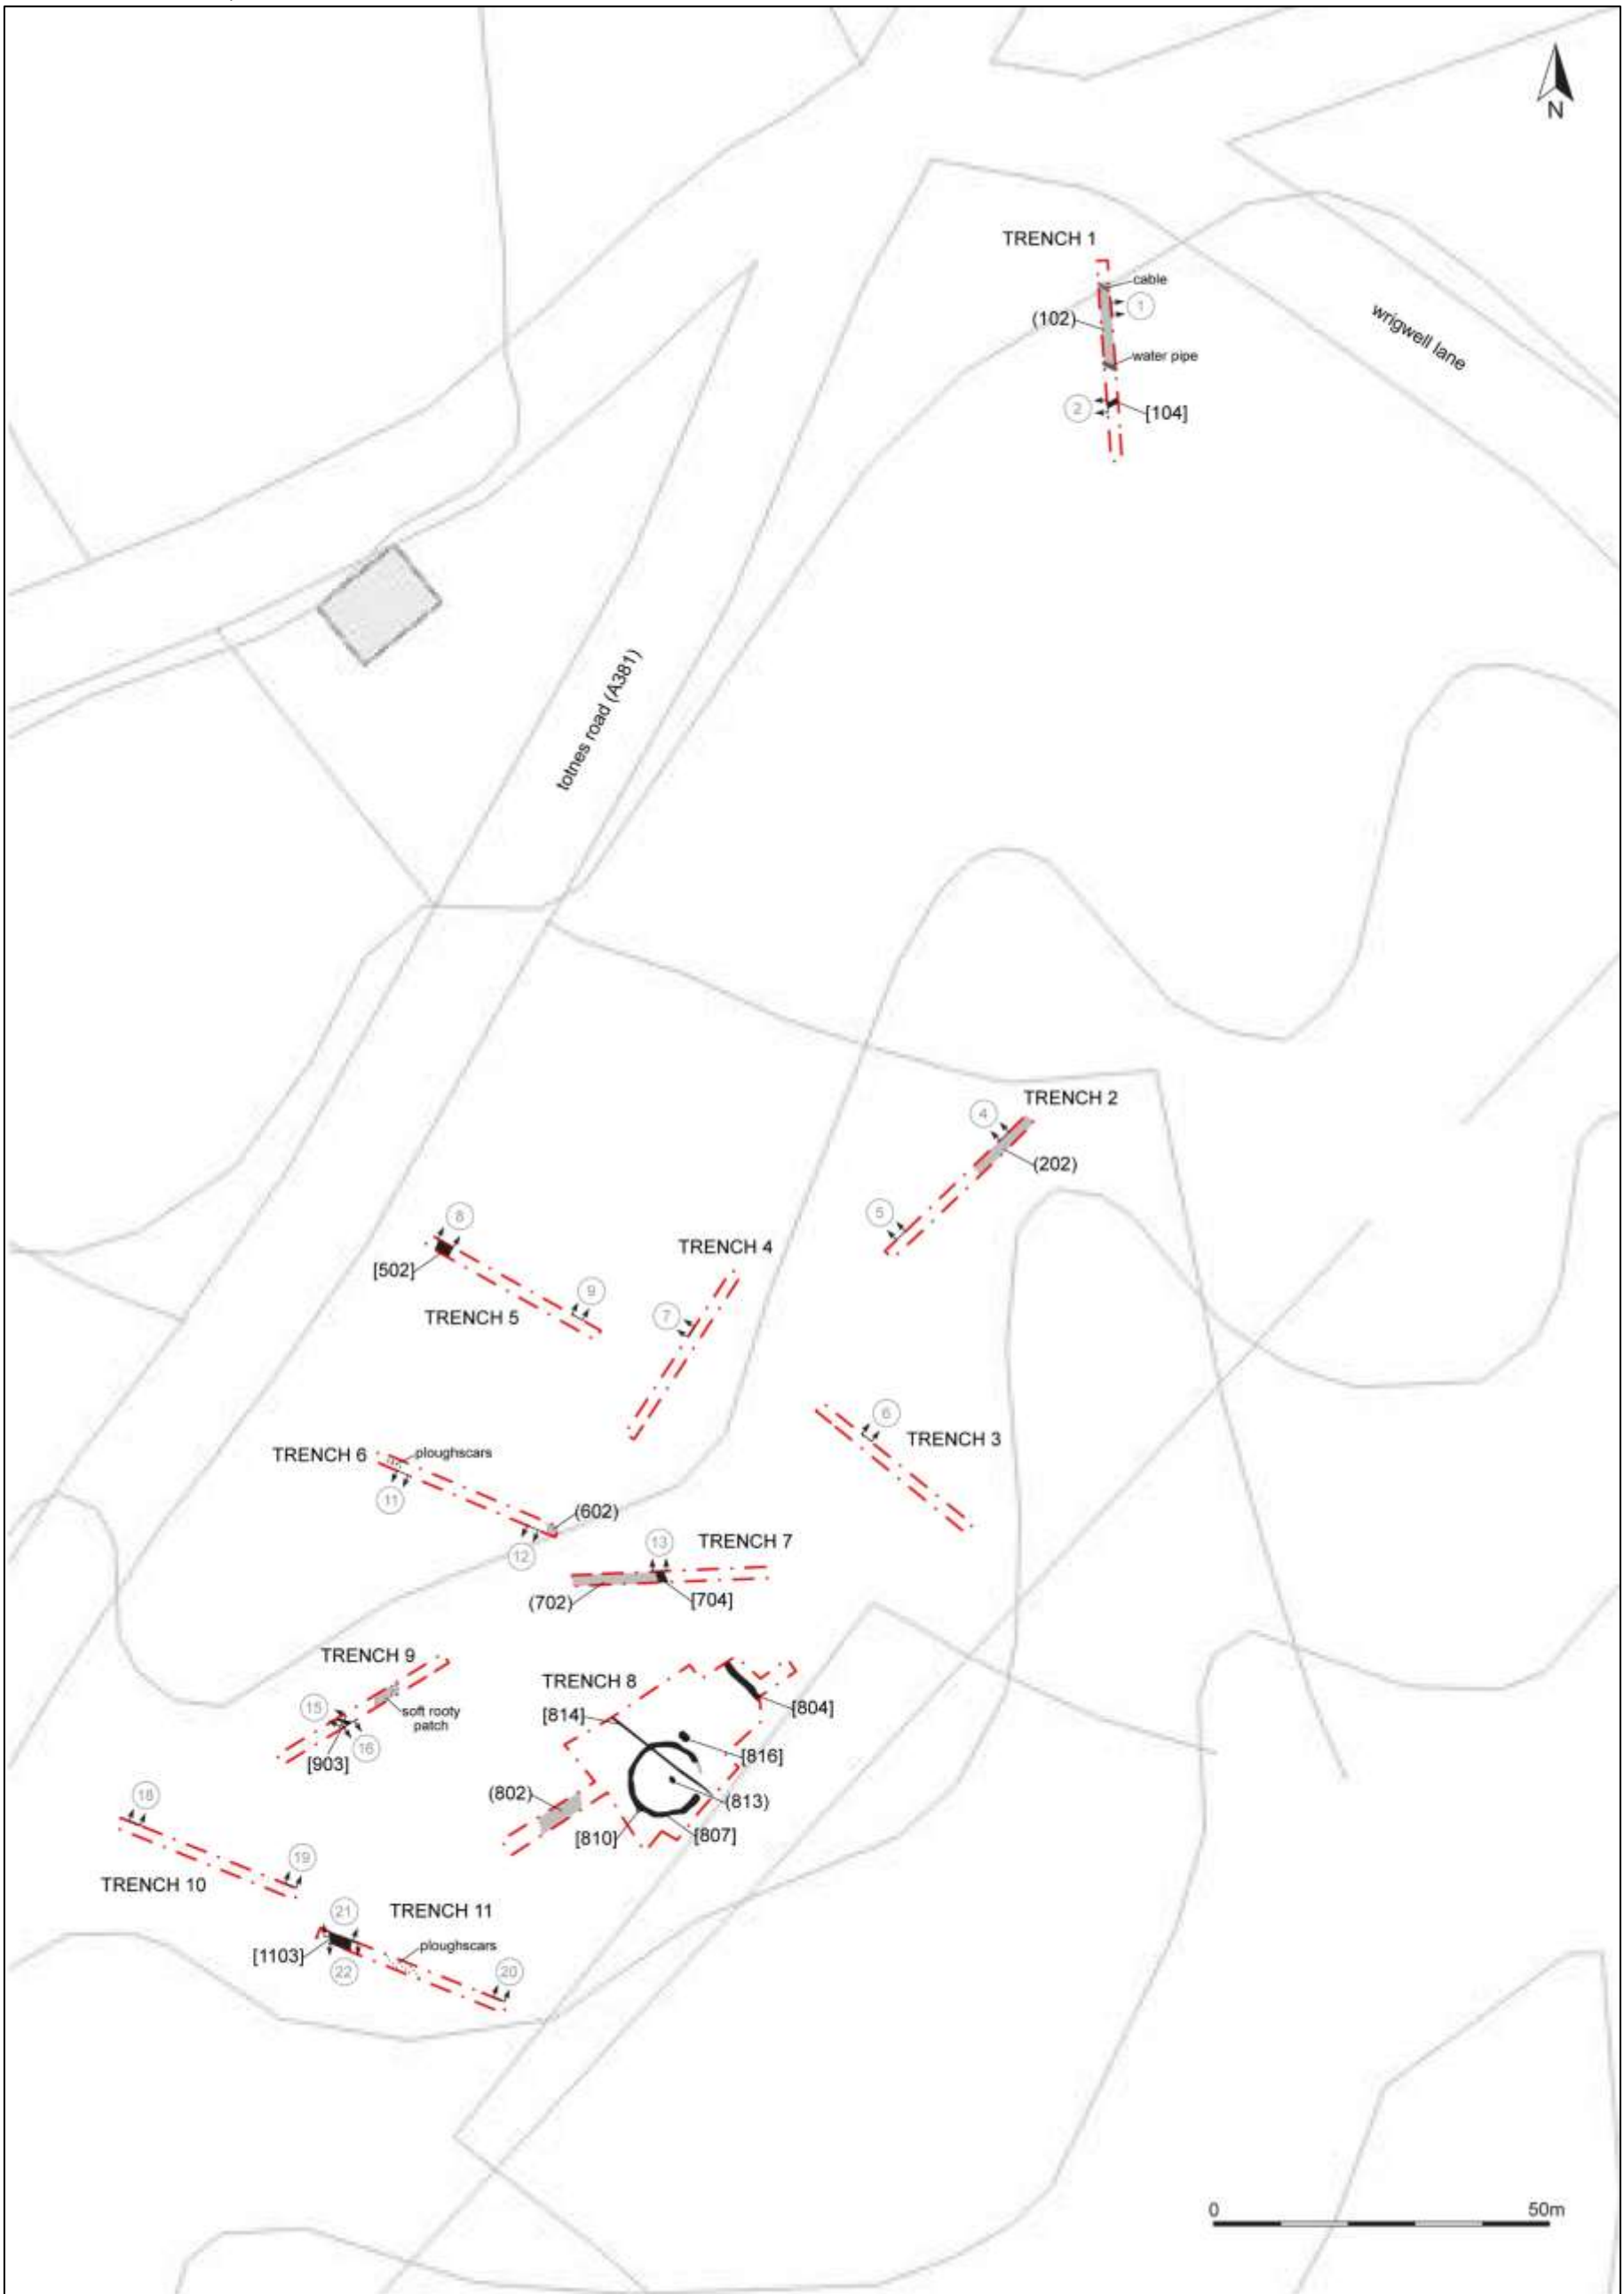 N
TRENCH 1
cable
1
(102)
wrigwell lane
water pipe
2
[104]
totnes road (A381)
TRENCH 2
4
(202)
5
8
TRENCH 4
[502]
9
7
TRENCH 5
6
TRENCH 3
TRENCH 6
ploughscars
11
(602)
12
13
TRENCH 7
(702)
[704]
TRENCH 9
TRENCH 8
15
soft rooty
patch
[804]
[814]
16
[903]
[816]
18
(802)
(813)
[810]
[807]
19
TRENCH 10
21
TRENCH 11
[1103]
ploughscars
22
20
0
50m